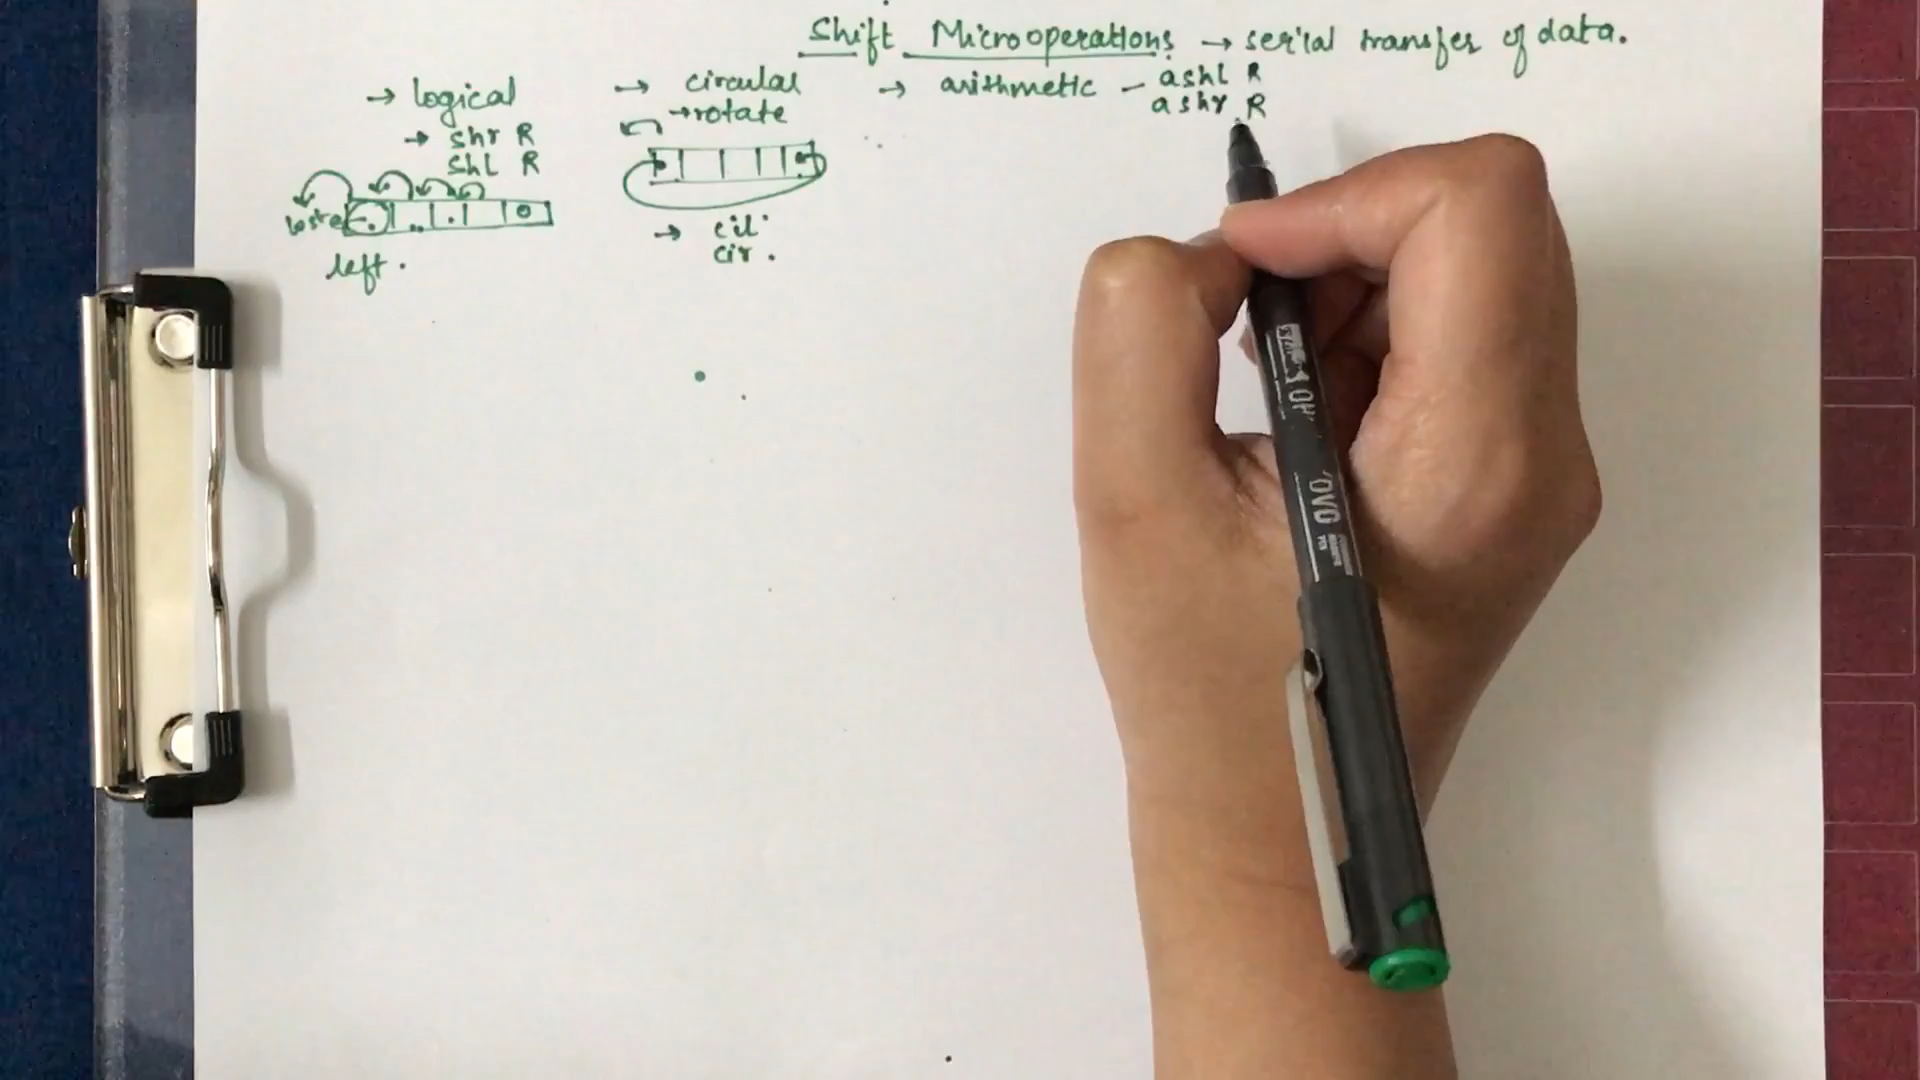 Shift Microoperations → serial transfer of data.
→ logical
→ shr R
shl R
left.
→ circular
→rotate
→ cil
cir.
→ arithmetic – ashl R
ashr R